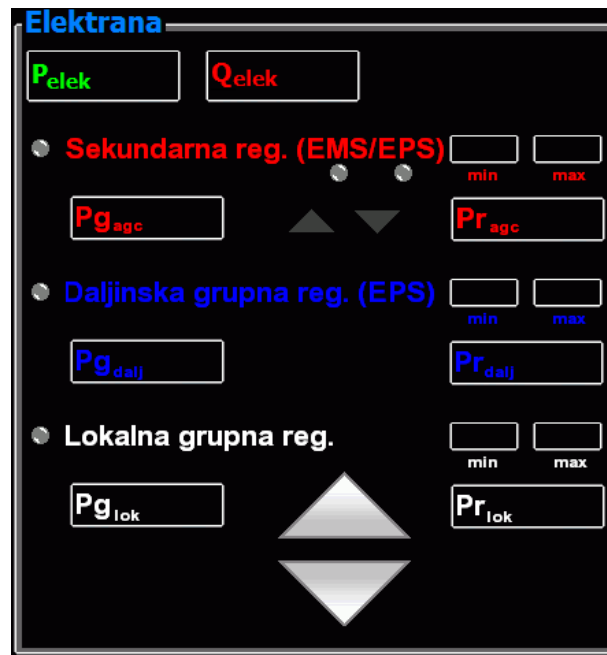 Elektrana
Pelek Qelek
Sekundarna reg. (EMS/EPS)
min max
Pgagc Pragc
Daljinska grupna reg. (EPS)
min max
Pgdalj Prdalj
Lokalna grupna reg.
min max
Pglok Prlok